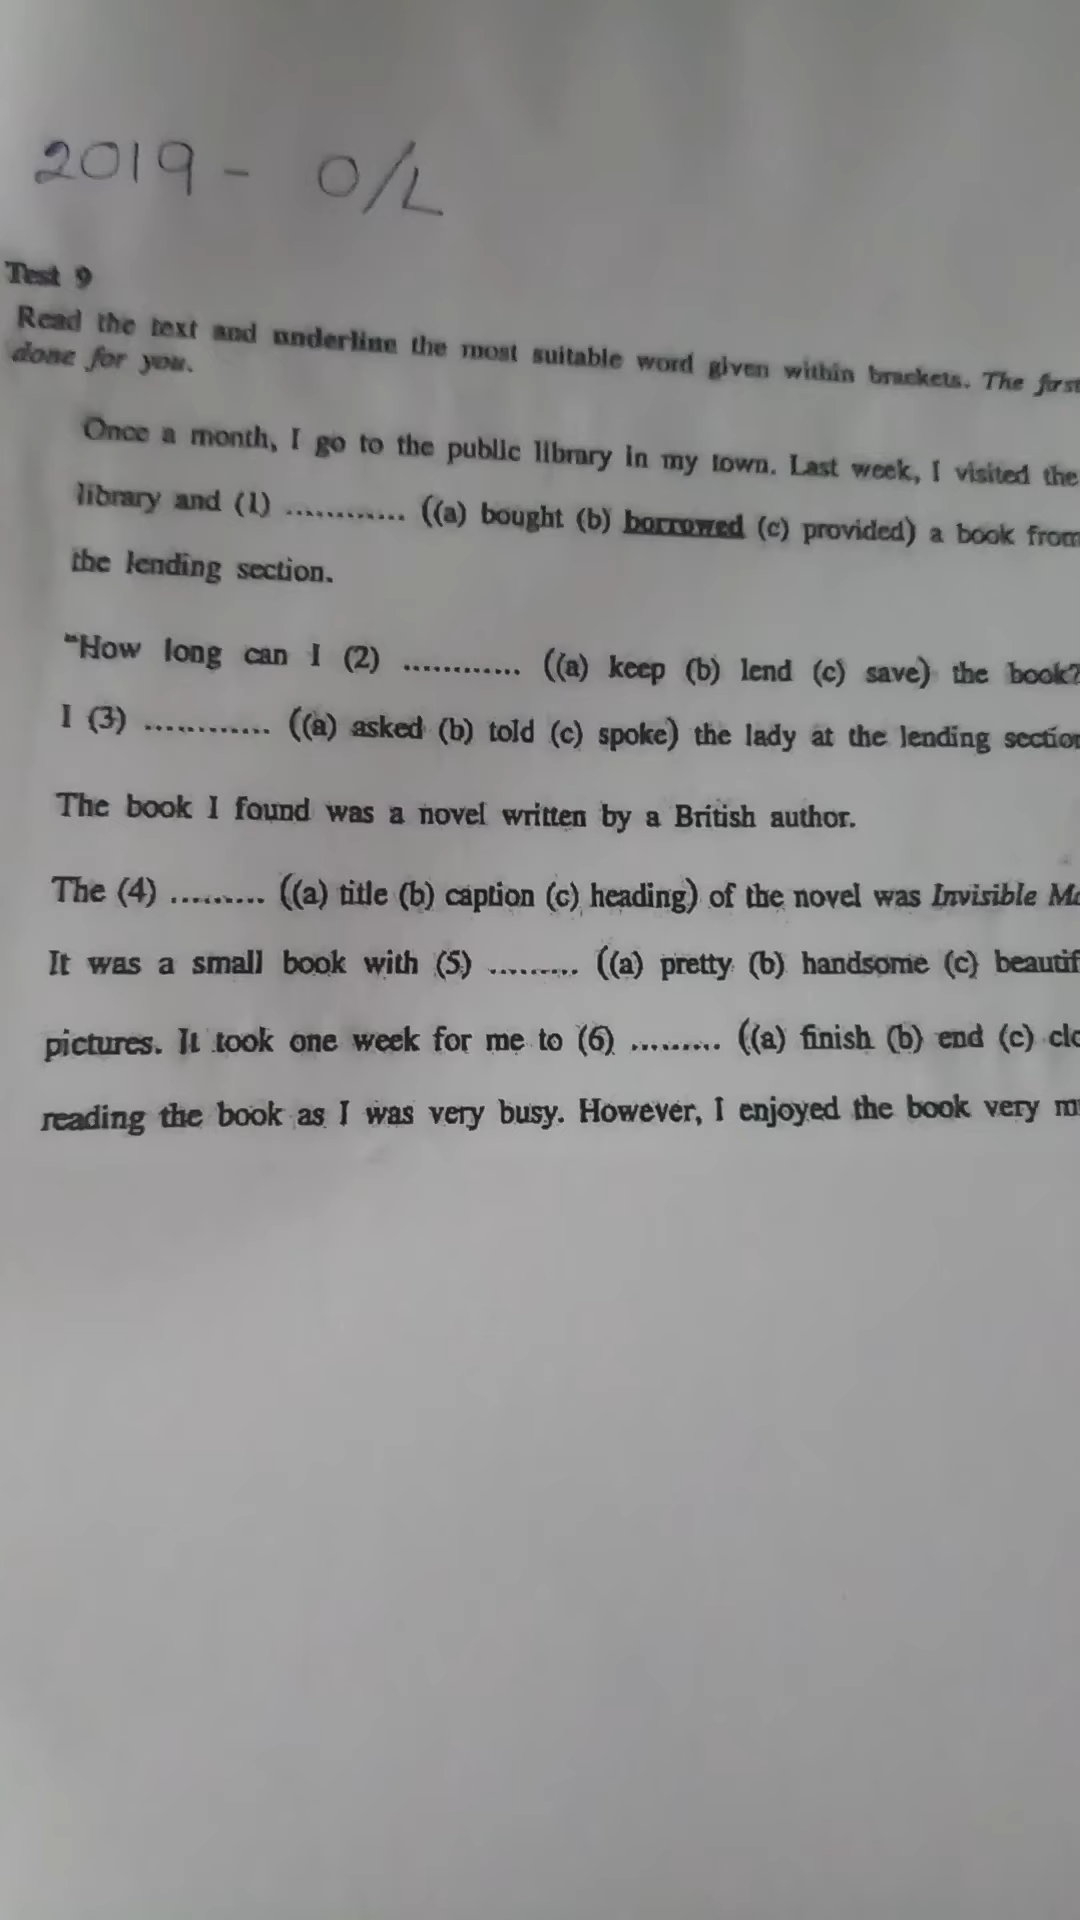 2019 - O/L
Test 9
Read the text and underline the most suitable word given within brackets. The first
done for you.
Once a month, I go to the public library in my town. Last week, I visited the
library and (1) ............ ((a) bought (b) borrowed (c) provided) a book from
the lending section.
"How long can I (2) ............ ((a) keep (b) lend (c) save) the book?
I (3) ............ ((a) asked (b) told (c) spoke) the lady at the lending section
The book I found was a novel written by a British author.
The (4) ......... ((a) title (b) caption (c) heading) of the novel was Invisible
It was a small book with (5) ......... ((a) pretty (b) handsome (c) beautif
pictures. It took one week for me to (6) ......... ((a) finish (b) end (c) clo
reading the book as I was very busy. However, I enjoyed the book very m